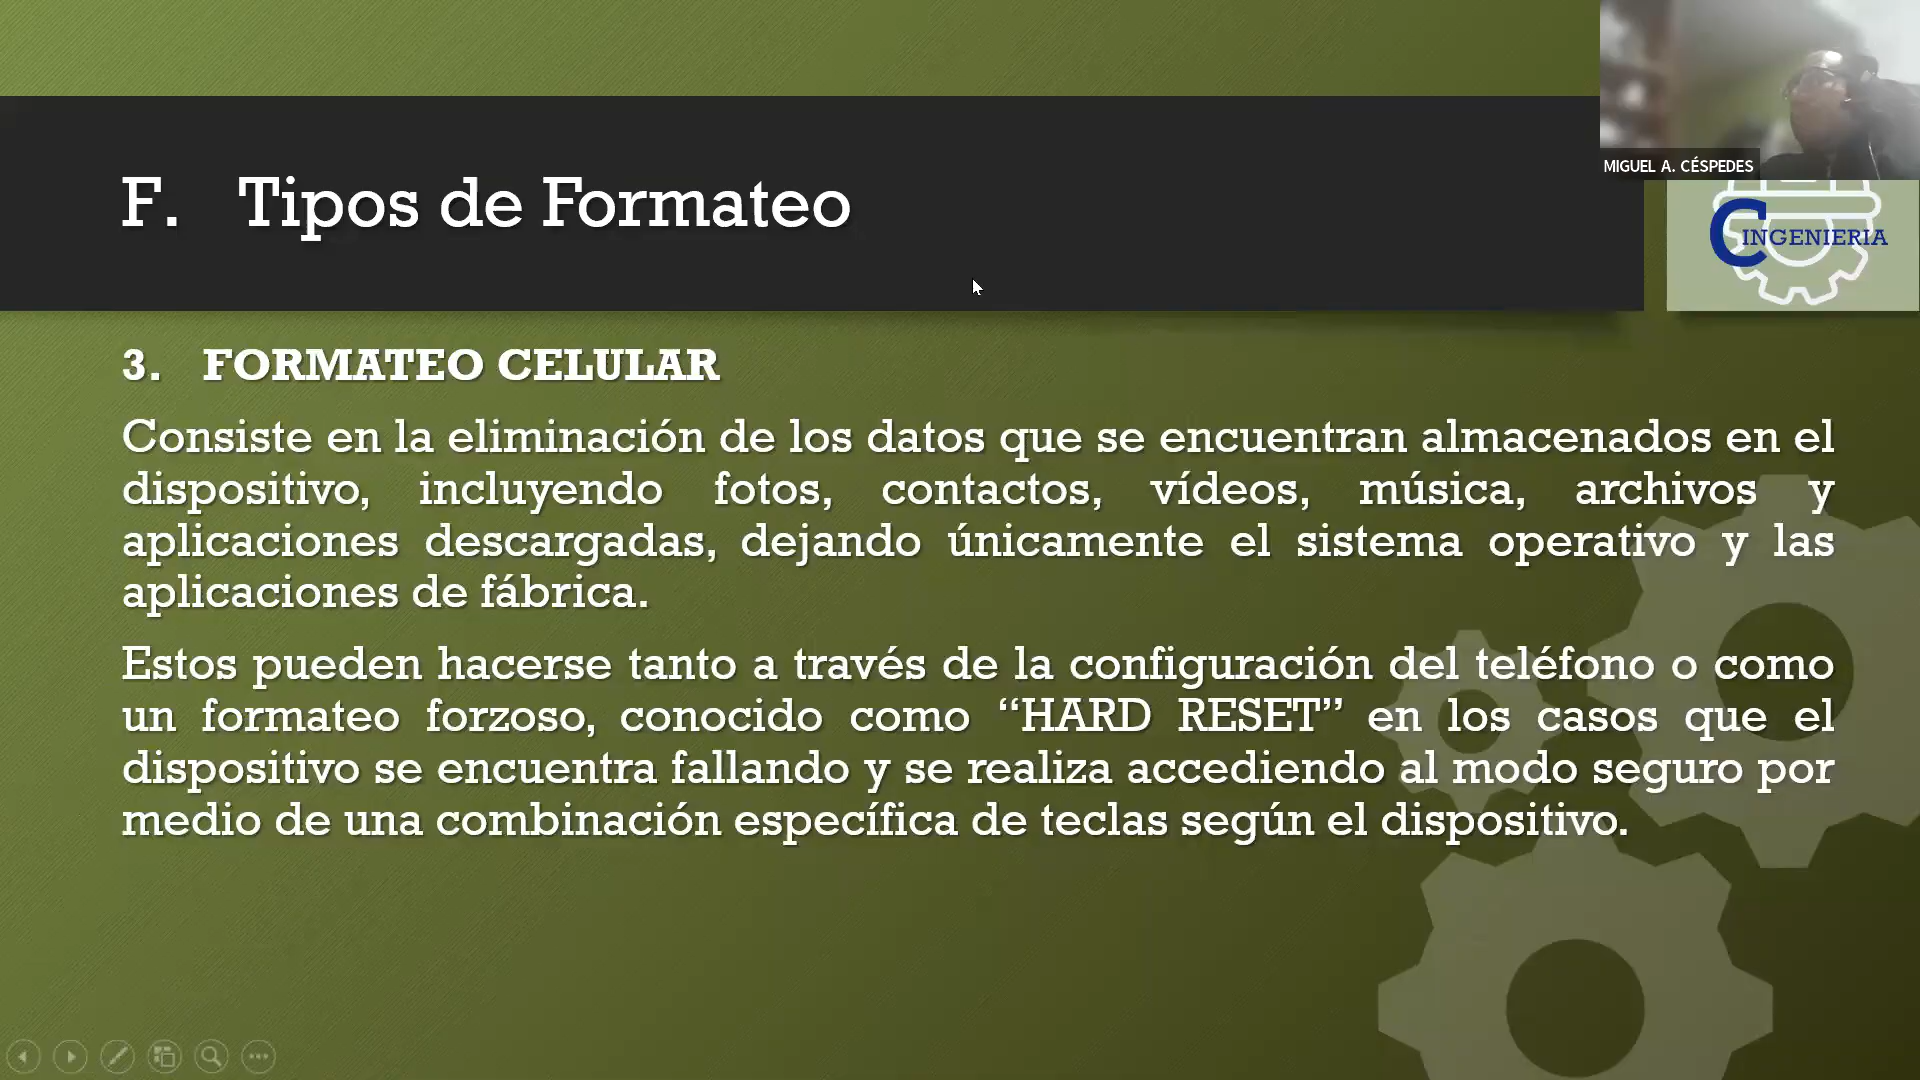 MIGUEL A. CÉSPEDES
F. Tipos de Formateo
C INGENIERIA
3. FORMATEO CELULAR
Consiste en la eliminación de los datos que se encuentran almacenados en el
dispositivo, incluyendo fotos, contactos, vídeos, música, archivos y
aplicaciones descargadas, dejando únicamente el sistema operativo y las
aplicaciones de fábrica.
Estos pueden hacerse tanto a través de la configuración del teléfono o como
un formateo forzoso, conocido como “HARD RESET” en los casos que el
dispositivo se encuentra fallando y se realiza accediendo al modo seguro por
medio de una combinación específica de teclas según el dispositivo.